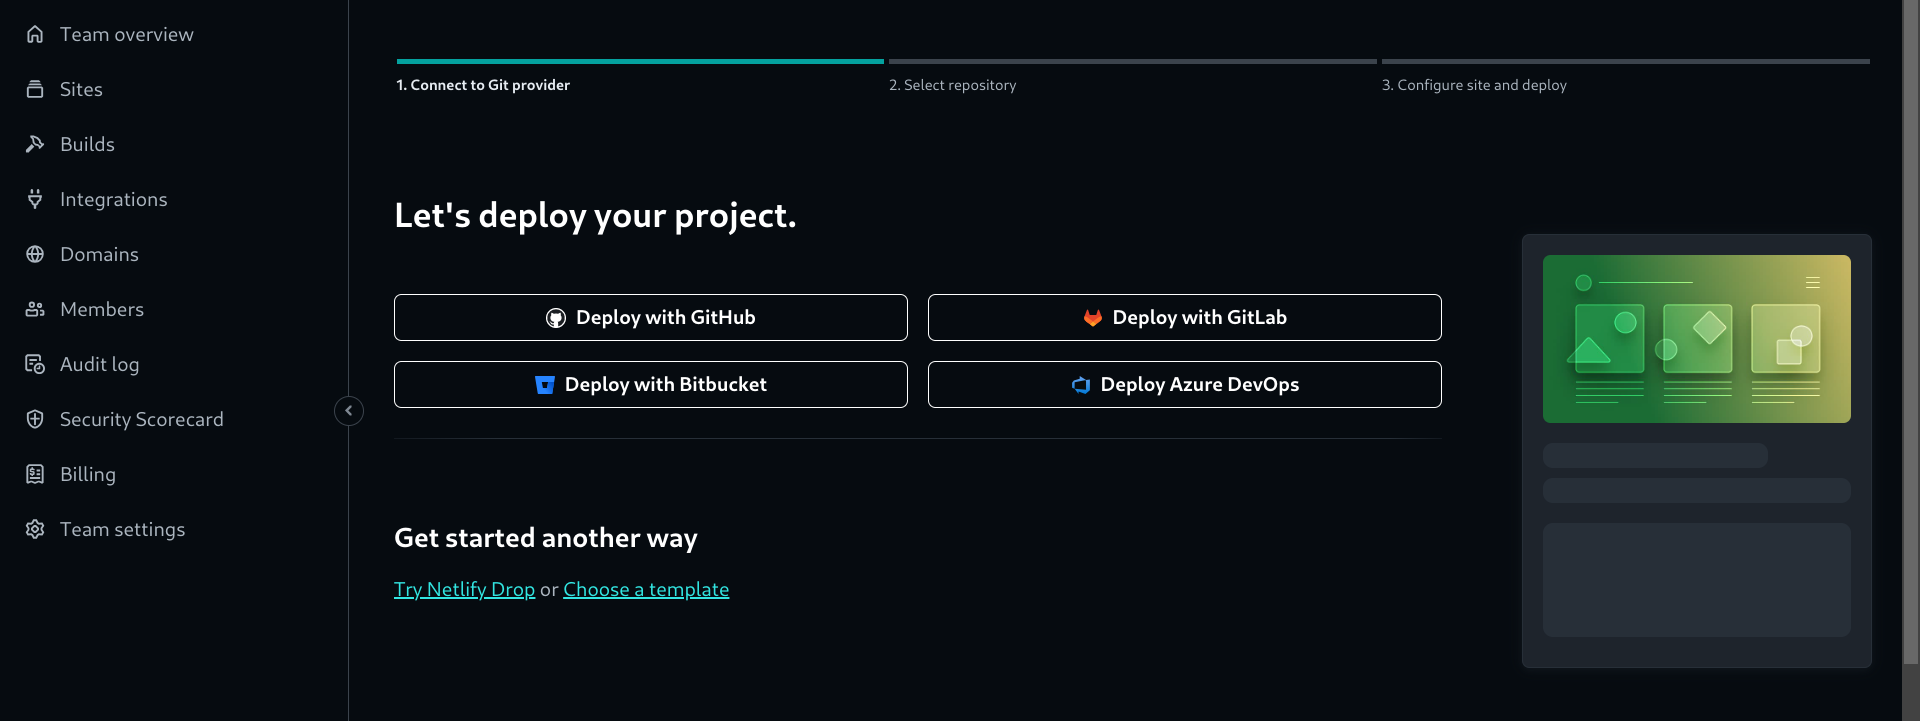 Team overview
Sites
Builds
Integrations
Domains
Members
Audit log
Security Scorecard
Billing
Team settings
1. Connect to Git provider
2. Select repository
3. Configure site and deploy
Let's deploy your project.
Deploy with GitHub
Deploy with GitLab
Deploy with Bitbucket
Deploy Azure DevOps
Get started another way
Try Netlify Drop or Choose a template